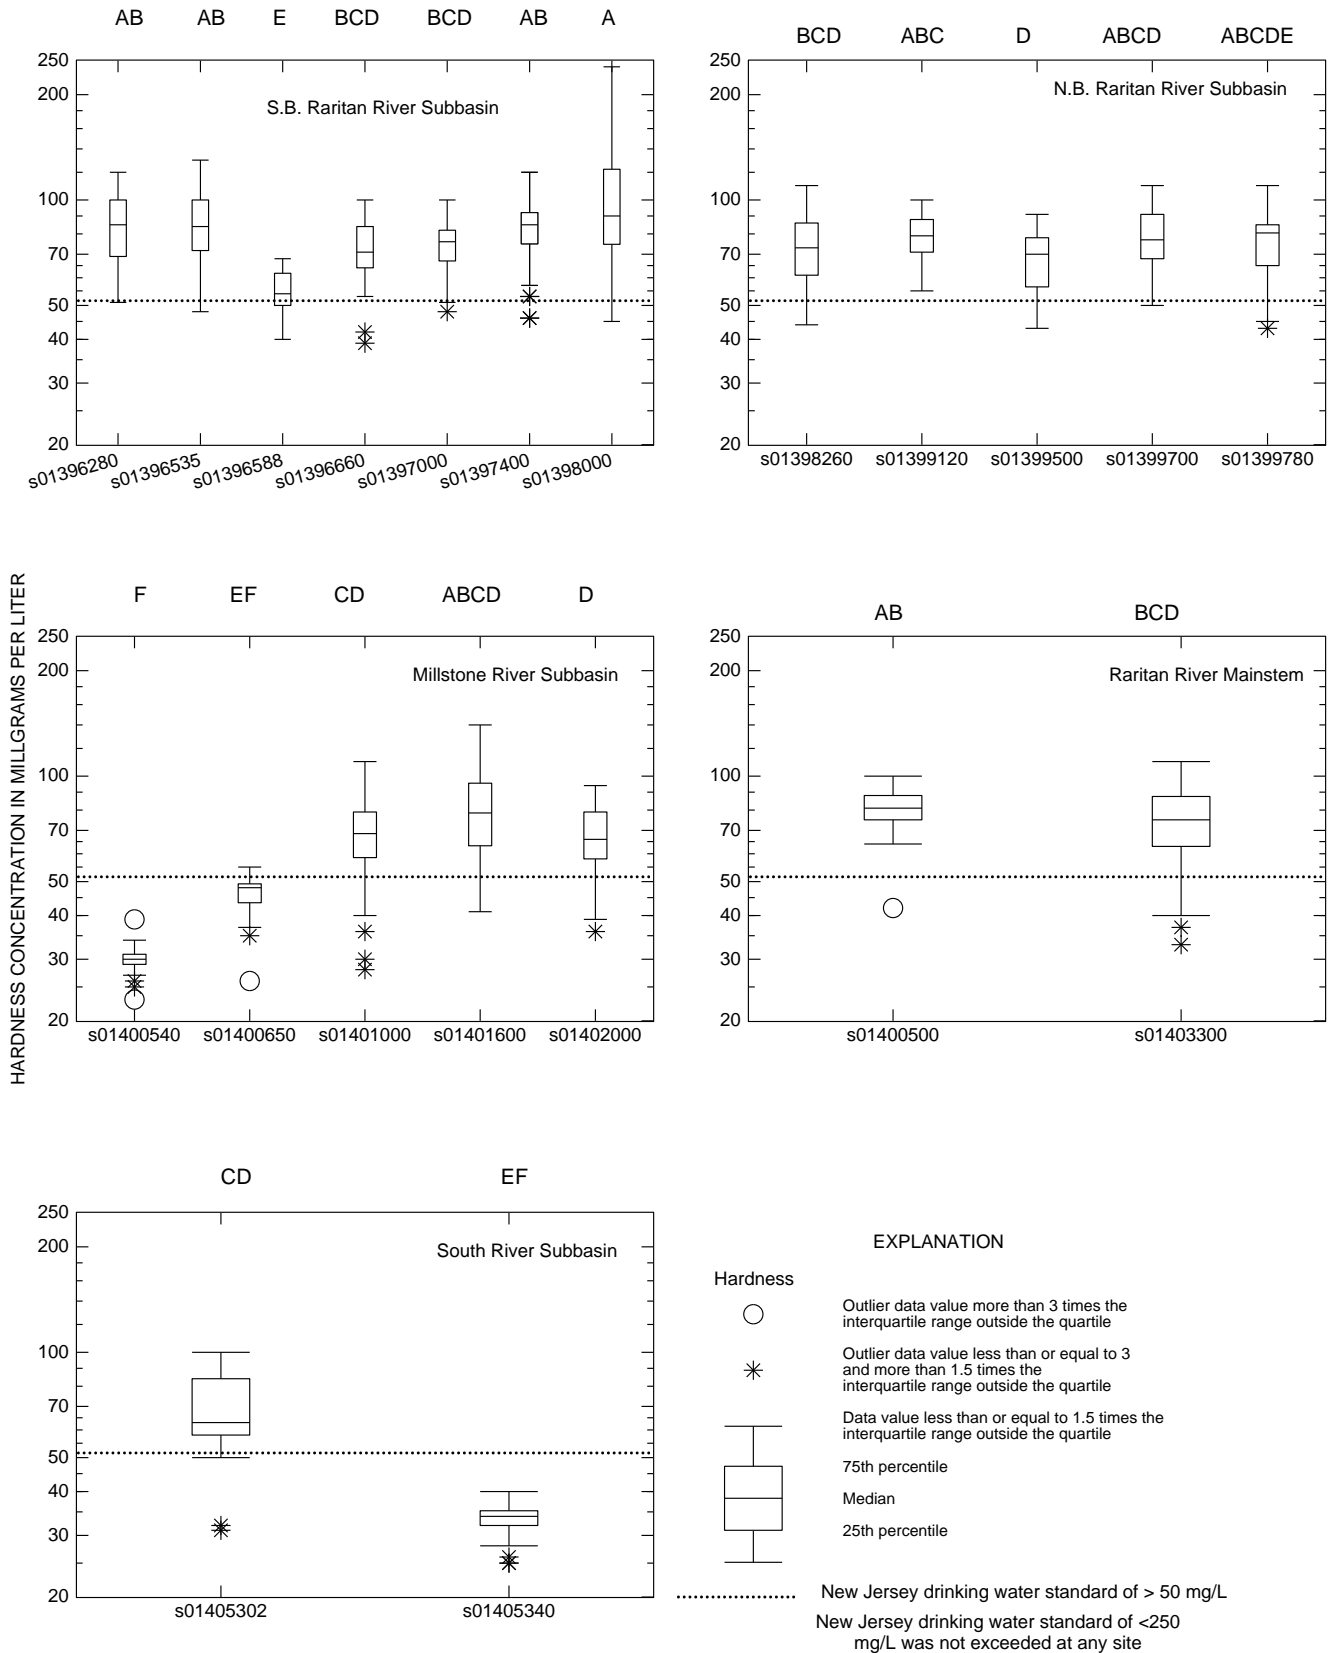 AB AB E BCD BCD AB A
250
200
100
70
50
40
30
20
S.B. Raritan River Subbasin
s01396280 s01396535 s01396588 s01396660 s01397000 s01397400 s01398000
BCD ABC D ABCD ABCDE
250
200
100
70
50
40
30
20
N.B. Raritan River Subbasin
s01398260 s01399120 s01399500 s01399700 s01399780
HARDNESS CONCENTRATION IN MILLGRAMS PER LITER
F EF CD ABCD D
250
200
100
70
50
40
30
20
Millstone River Subbasin
s01400540 s01400650 s01401000 s01401600 s01402000
AB BCD
250
200
100
70
50
40
30
20
Raritan River Mainstem
s01400500 s01403300
CD EF
250
200
100
70
50
40
30
20
South River Subbasin
s01405302 s01405340
EXPLANATION
Hardness
Outlier data value more than 3 times the
interquartile range outside the quartile
Outlier data value less than or equal to 3
and more than 1.5 times the
interquartile range outside the quartile
Data value less than or equal to 1.5 times the
interquartile range outside the quartile
75th percentile
Median
25th percentile
New Jersey drinking water standard of > 50 mg/L
New Jersey drinking water standard of <250
mg/L was not exceeded at any site